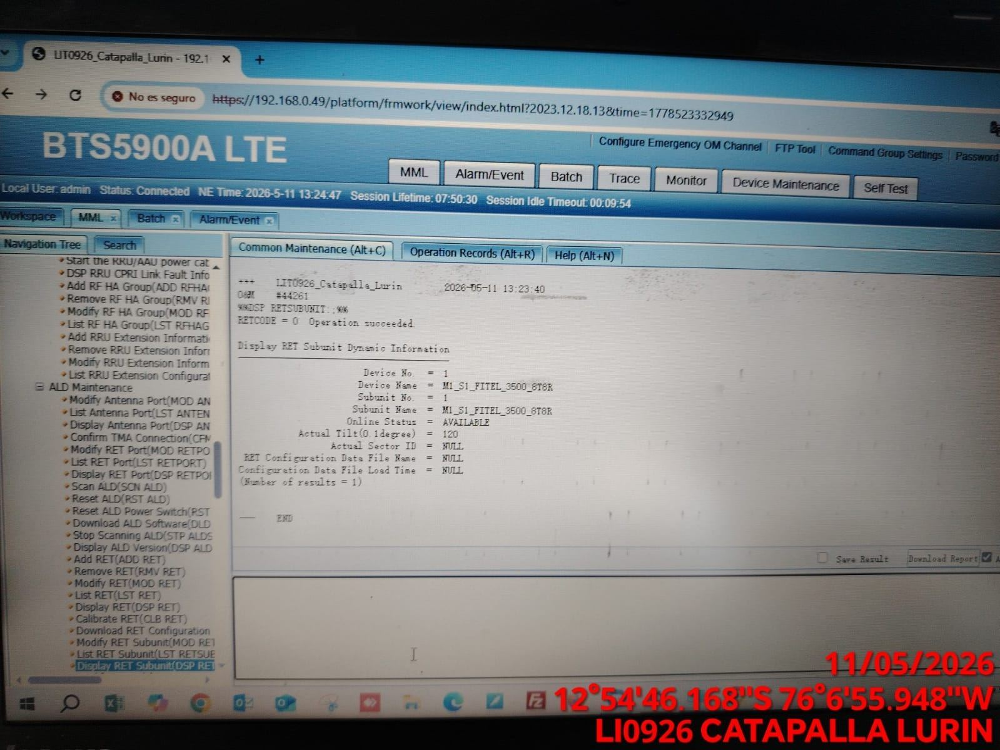 LIT0926_Catapalla_Lurin - 192.1
No es seguro https://192.168.0.49/platform/frmwork/view/index.html?2023.12.18.13&time=1778523332949
BTS5900A LTE
Configure Emergency OM Channel FTP Tool Command Group Settings Password
MML Alarm/Event Batch Trace Monitor Device Maintenance Self Test
Local User: admin Status: Connected NE Time: 2026-5-11 13:24:47 Session Lifetime: 07:50:30 Session Idle Timeout: 00:09:54
Workspace MML Batch Alarm/Event
Navigation Tree Search
Start the RRU/AAU power cat
DSP RRU CPRI Link Fault Info
Add RF HA Group(ADD RFHA
Remove RF HA Group(RMV RI
Modify RF HA Group(MOD RF
List RF HA Group(LST RFHAG
Add RRU Extension Informati
Remove RRU Extension Inforr
Modify RRU Extension Inform
List RRU Extension Configurat
ALD Maintenance
Modify Antenna Port(MOD AN
List Antenna Port(LST ANTEN
Display Antenna Port(DSP AN
Confirm TMA Connection(CFM
Modify RET Port(MOD RETPO
List RET Port(LST RETPORT)
Display RET Port(DSP RETPOI
Scan ALD(SCN ALD)
Reset ALD(RST ALD)
Reset ALD Power Switch(RST
Download ALD Software(DLD
Stop Scanning ALD(STP ALDS
Display ALD Version(DSP ALD
Add RET(ADD RET)
Remove RET(RMV RET)
Modify RET(MOD RET)
List RET(LST RET)
Display RET(DSP RET)
Calibrate RET(CLB RET)
Download RET Configuration
Modify RET Subunit(MOD RET
List RET Subunit(LST RETSUE
Display RET Subunit(DSP RET
Common Maintenance (Alt+C) Operation Records (Alt+R) Help (Alt+N)
+++ LIT0926_Catapalla_Lurin 2026-05-11 13:23:40
O&M #44261
%%DSP RETSUBUNIT:;%%
RETCODE = 0 Operation succeeded.
Display RET Subunit Dynamic Information
Device No. = 1
Device Name = M1_S1_FITEL_3500_8T8R
Subunit No. = 1
Subunit Name = M1_S1_FITEL_3500_8T8R
Online Status = AVAILABLE
Actual Tilt(0.1degree) = 120
Actual Sector ID = NULL
RET Configuration Data File Name = NULL
Configuration Data File Load Time = NULL
(Number of results = 1)
--- END
Save Result Download Report A
11/05/2026
12°54'46.168"S 76°6'55.948"W
LI0926 CATAPALLA LURIN